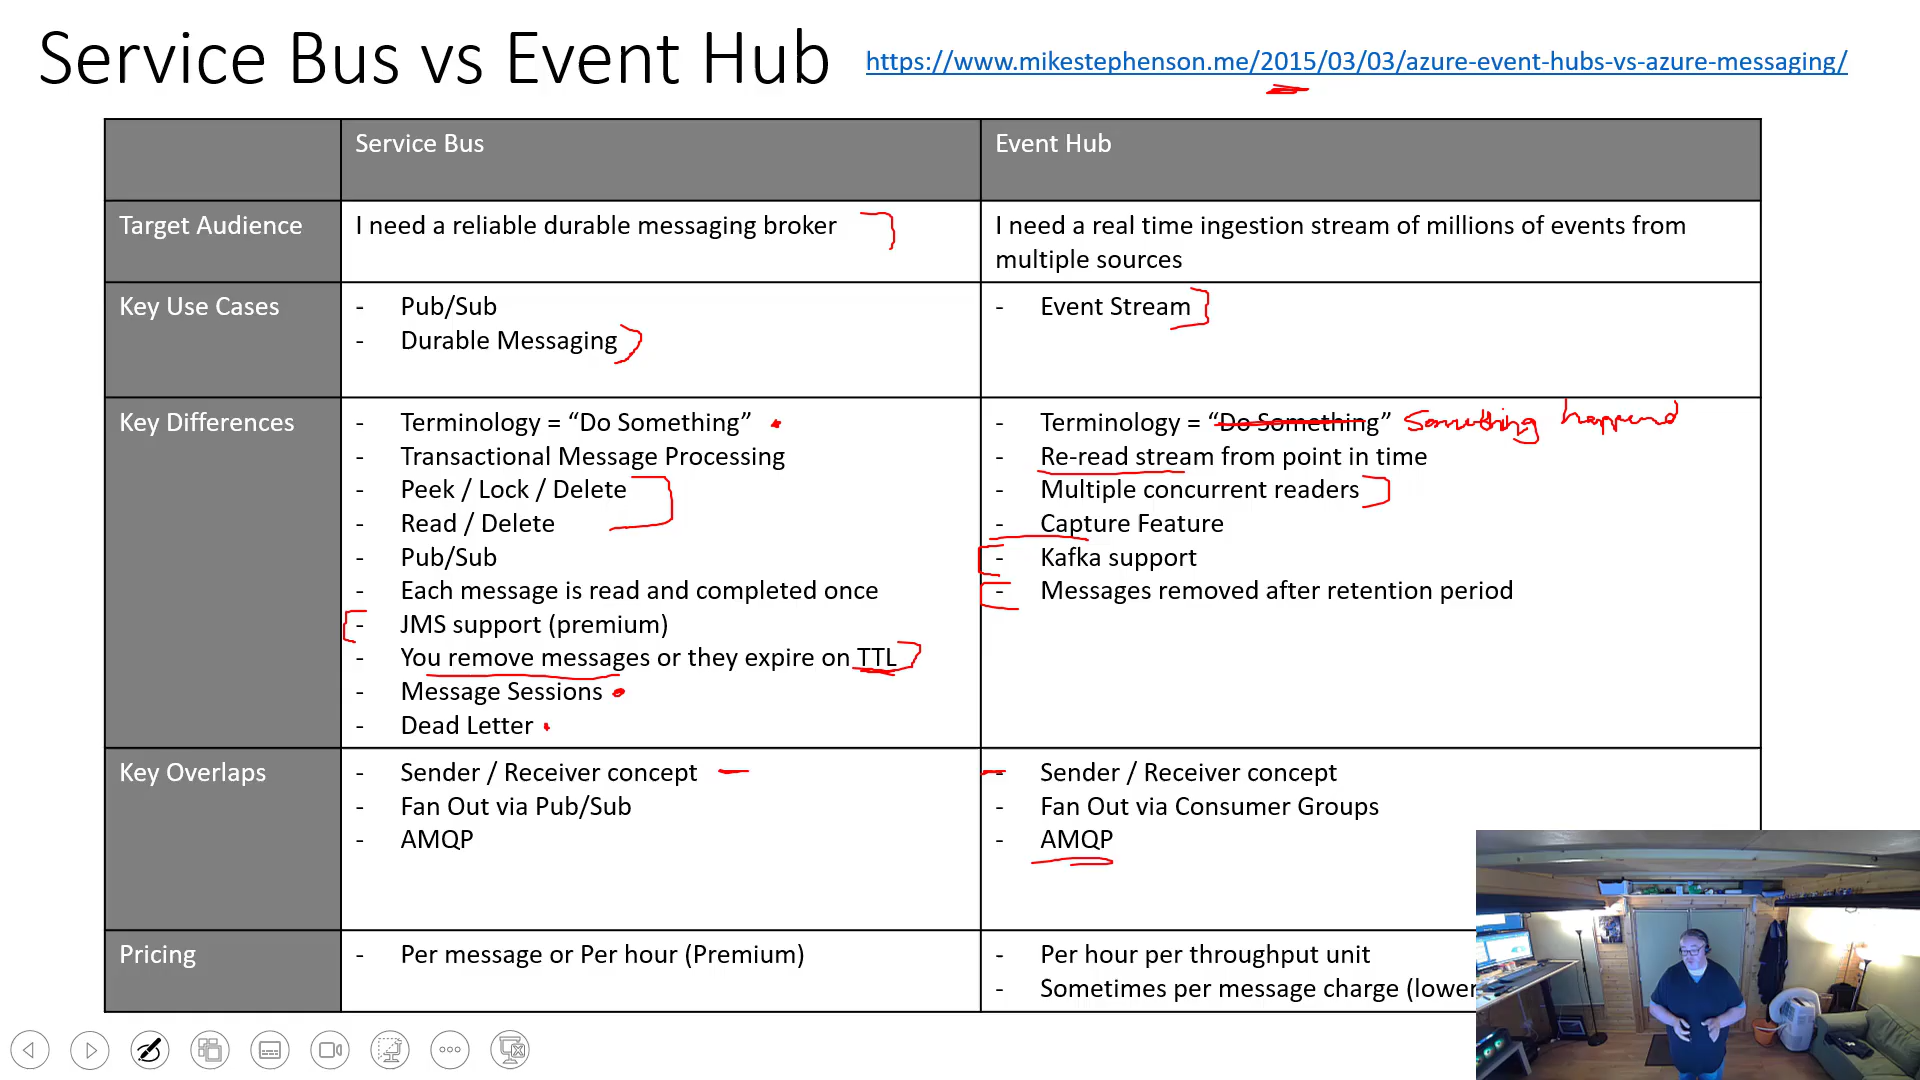 Service Bus vs Event Hub
https://www.mikestephenson.me/2015/03/03/azure-event-hubs-vs-azure-messaging/
Service Bus
Event Hub
Target Audience
I need a reliable durable messaging broker
I need a real time ingestion stream of millions of events from
multiple sources
Key Use Cases
- Pub/Sub
- Durable Messaging
- Event Stream
Key Differences
- Terminology = “Do Something”
- Transactional Message Processing
- Peek / Lock / Delete
- Read / Delete
- Pub/Sub
- Each message is read and completed once
- JMS support (premium)
- You remove messages or they expire on TTL
- Message Sessions
- Dead Letter
- Terminology = “Do Something” Something happend
- Re-read stream from point in time
- Multiple concurrent readers
- Capture Feature
- Kafka support
- Messages removed after retention period
Key Overlaps
- Sender / Receiver concept
- Fan Out via Pub/Sub
- AMQP
- Sender / Receiver concept
- Fan Out via Consumer Groups
- AMQP
Pricing
- Per message or Per hour (Premium)
- Per hour per throughput unit
- Sometimes per message charge (lower